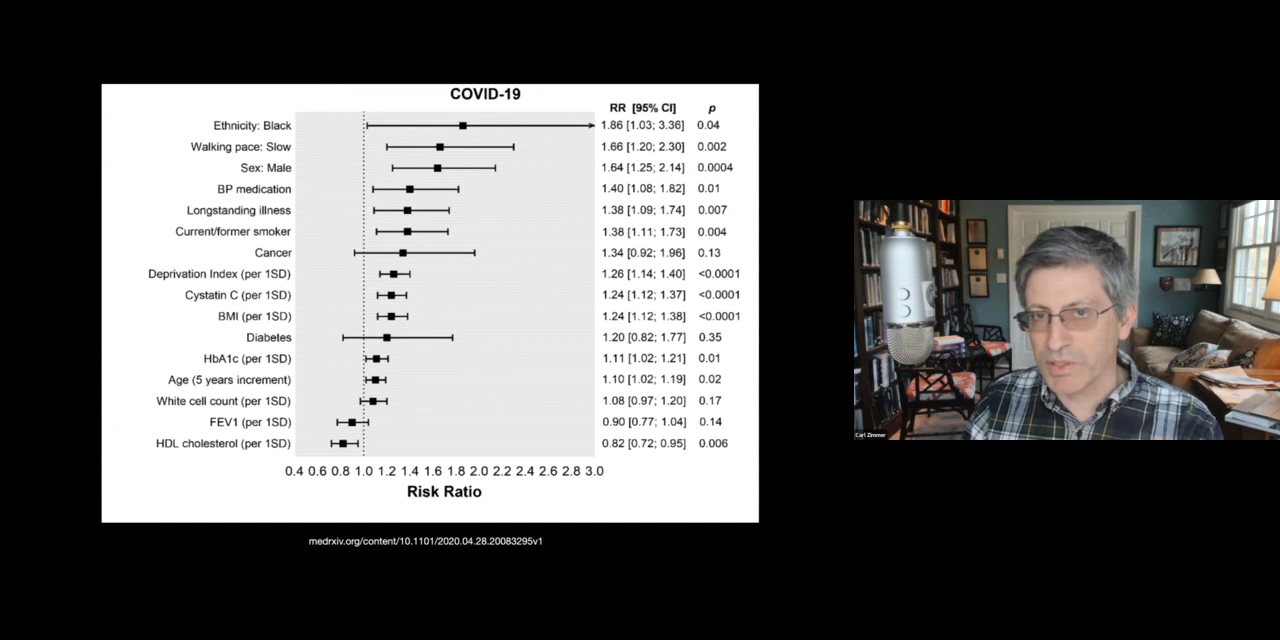 COVID-19
RR [95% CI] p
Ethnicity: Black 1.86 [1.03; 3.36] 0.04
Walking pace: Slow 1.66 [1.20; 2.30] 0.002
Sex: Male 1.64 [1.25; 2.14] 0.0004
BP medication 1.40 [1.08; 1.82] 0.01
Longstanding illness 1.38 [1.09; 1.74] 0.007
Current/former smoker 1.38 [1.11; 1.73] 0.004
Cancer 1.34 [0.92; 1.96] 0.13
Deprivation Index (per 1SD) 1.26 [1.14; 1.40] <0.0001
Cystatin C (per 1SD) 1.24 [1.12; 1.37] <0.0001
BMI (per 1SD) 1.24 [1.12; 1.38] <0.0001
Diabetes 1.20 [0.82; 1.77] 0.35
HbA1c (per 1SD) 1.11 [1.02; 1.21] 0.01
Age (5 years increment) 1.10 [1.02; 1.19] 0.02
White cell count (per 1SD) 1.08 [0.97; 1.20] 0.17
FEV1 (per 1SD) 0.90 [0.77; 1.04] 0.14
HDL cholesterol (per 1SD) 0.82 [0.72; 0.95] 0.006
0.4 0.6 0.8 1.0 1.2 1.4 1.6 1.8 2.0 2.2 2.4 2.6 2.8 3.0
Risk Ratio
medrxiv.org/content/10.1101/2020.04.28.20083295v1
Carl Zimmer